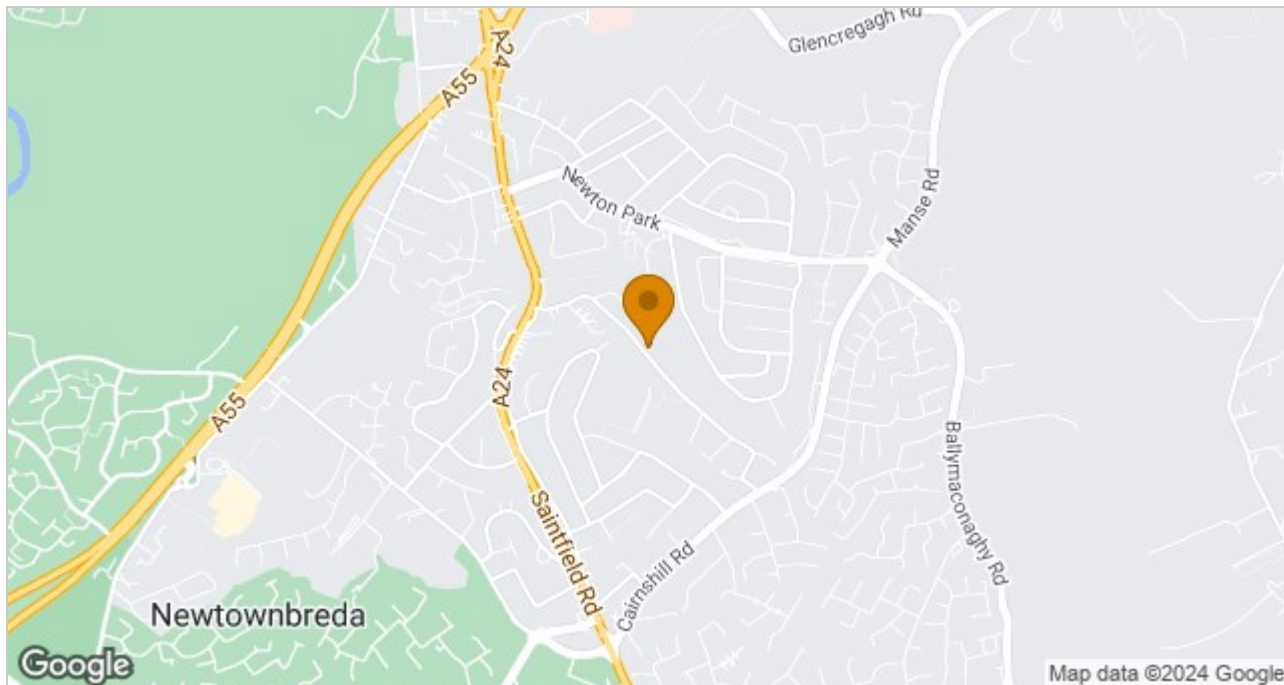 Glencregagh Rd
A24
A55
Newton Park
Manse Rd
A24
A55
Ballymaconaghy Rd
Saintfield Rd
Cairnshill Rd
Newtownbreda
Google
Map data ©2024 Google